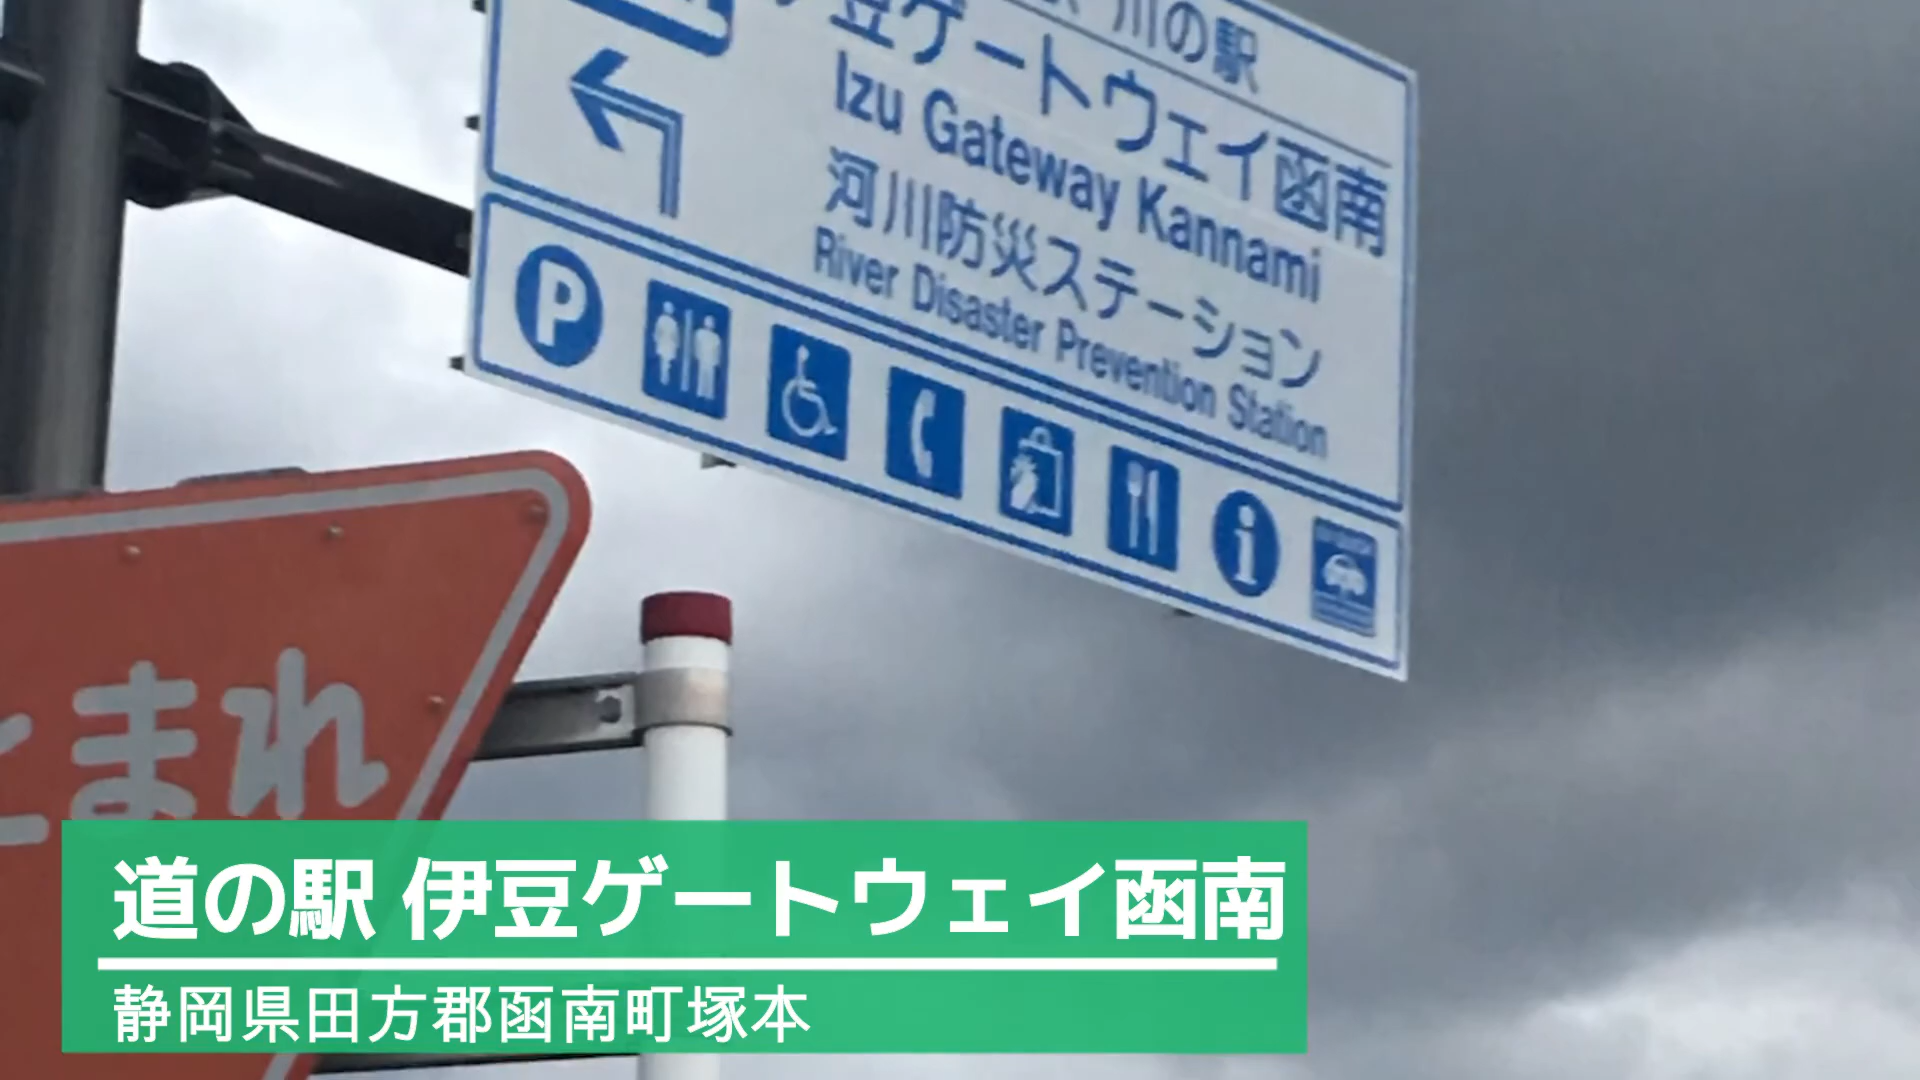 川の駅
伊豆ゲートウェイ函南
Izu Gateway Kannami
河川防災ステーション
River Disaster Prevention Station
P
i
とまれ
道の駅 伊豆ゲートウェイ函南
静岡県田方郡函南町塚本